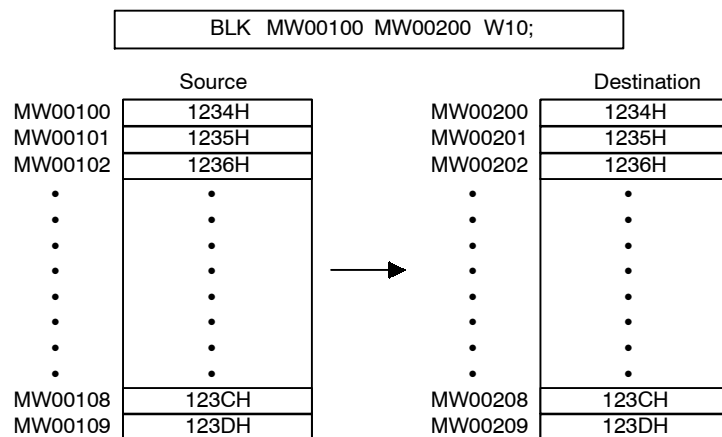 BLK MW00100 MW00200 W10;
Source Destination
MW00100 1234H MW00200 1234H
MW00101 1235H MW00201 1235H
MW00102 1236H MW00202 1236H
• • • •
• • • •
• • • •
• • • •
• • • •
• • • •
• • • •
• • • •
MW00108 123CH MW00208 123CH
MW00109 123DH MW00209 123DH